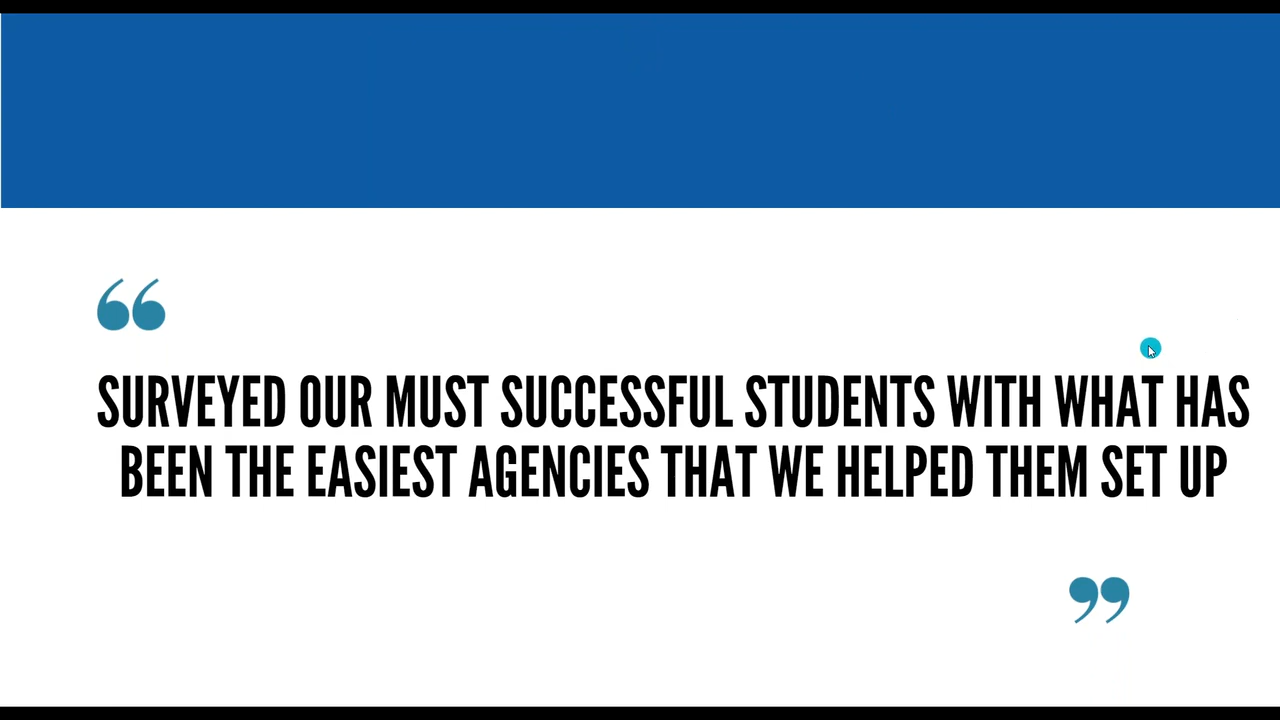 “
SURVEYED OUR MUST SUCCESSFUL STUDENTS WITH WHAT HAS
BEEN THE EASIEST AGENCIES THAT WE HELPED THEM SET UP
”